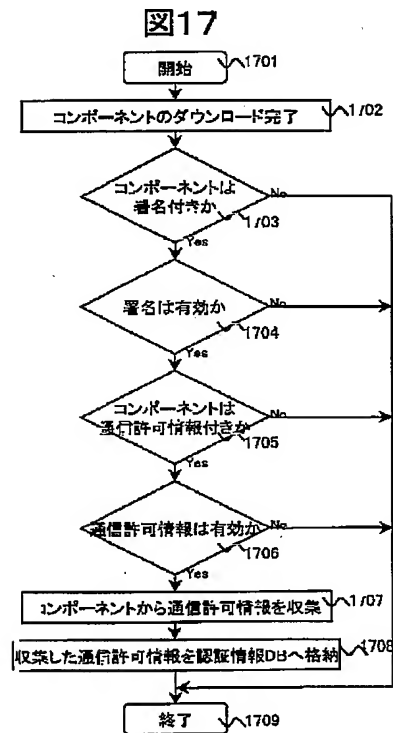 図17
開始
1701
コンポーネントのダウンロード完了
1702
コンポーネントは
署名付きか
No
1703
Yes
署名は有効か
No
1704
Yes
コンポーネントは
通信許可情報付きか
No
1705
Yes
通信許可情報は有効か
No
1706
Yes
コンポーネントから通信許可情報を収集
1707
収集した通信許可情報を認証情報DBへ格納
1708
終了
1709